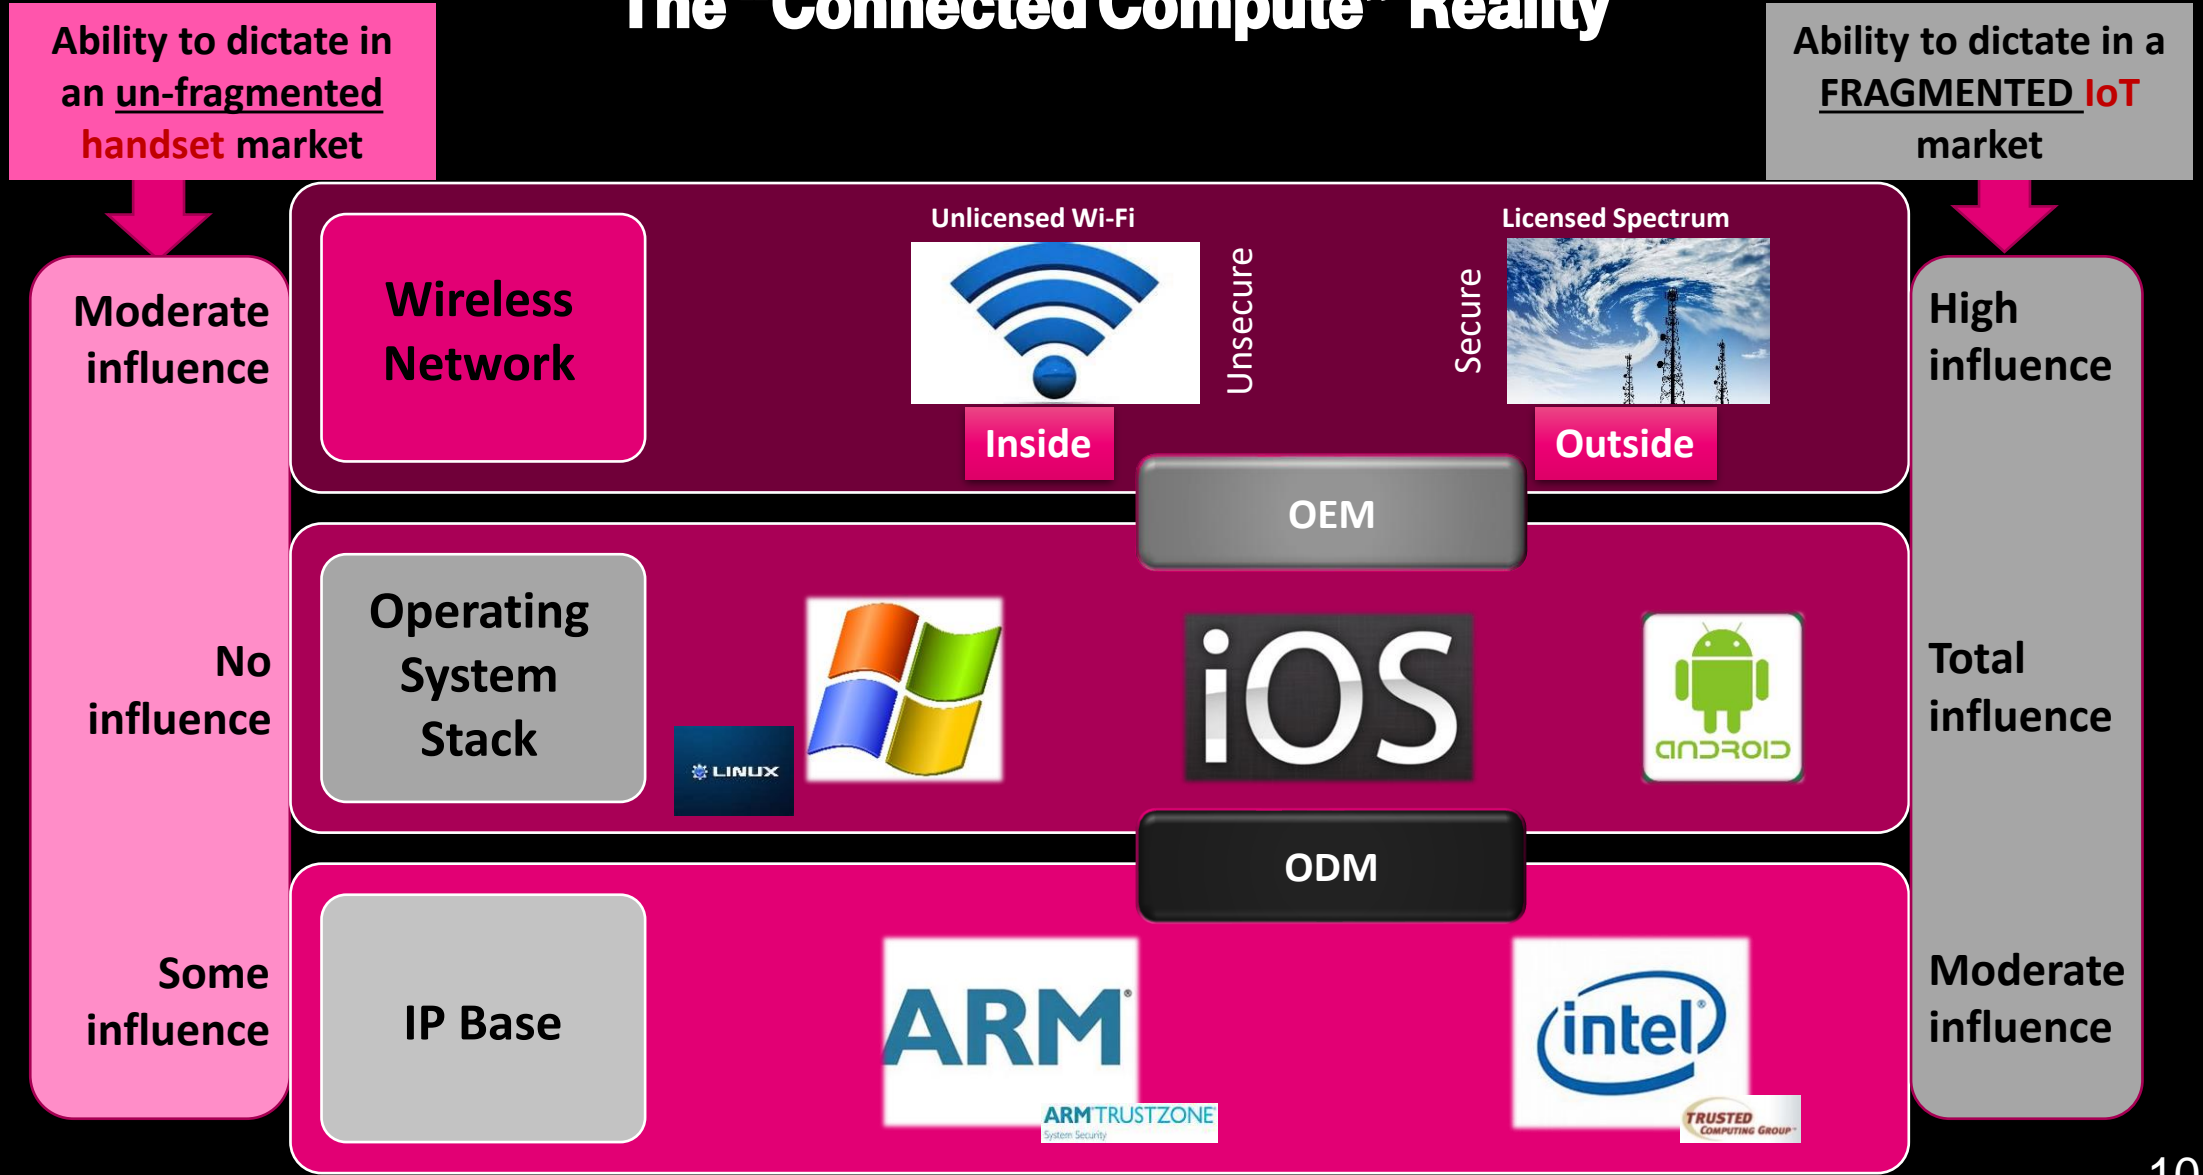 The "Connected Compute" Reality
Ability to dictate in
an un-fragmented
handset market
Ability to dictate in a
FRAGMENTED IoT
market
Moderate
influence
Wireless
Network
Unlicensed Wi-Fi
Unsecure
Inside
Licensed Spectrum
Secure
Outside
High
influence
OEM
No
influence
Operating
System
Stack
LINUX
iOS
ANDROID
Total
influence
ODM
Some
influence
IP Base
ARM®
ARM®TRUSTZONE®
System Security
intel®
TRUSTED
COMPUTING GROUP™
Moderate
influence
10